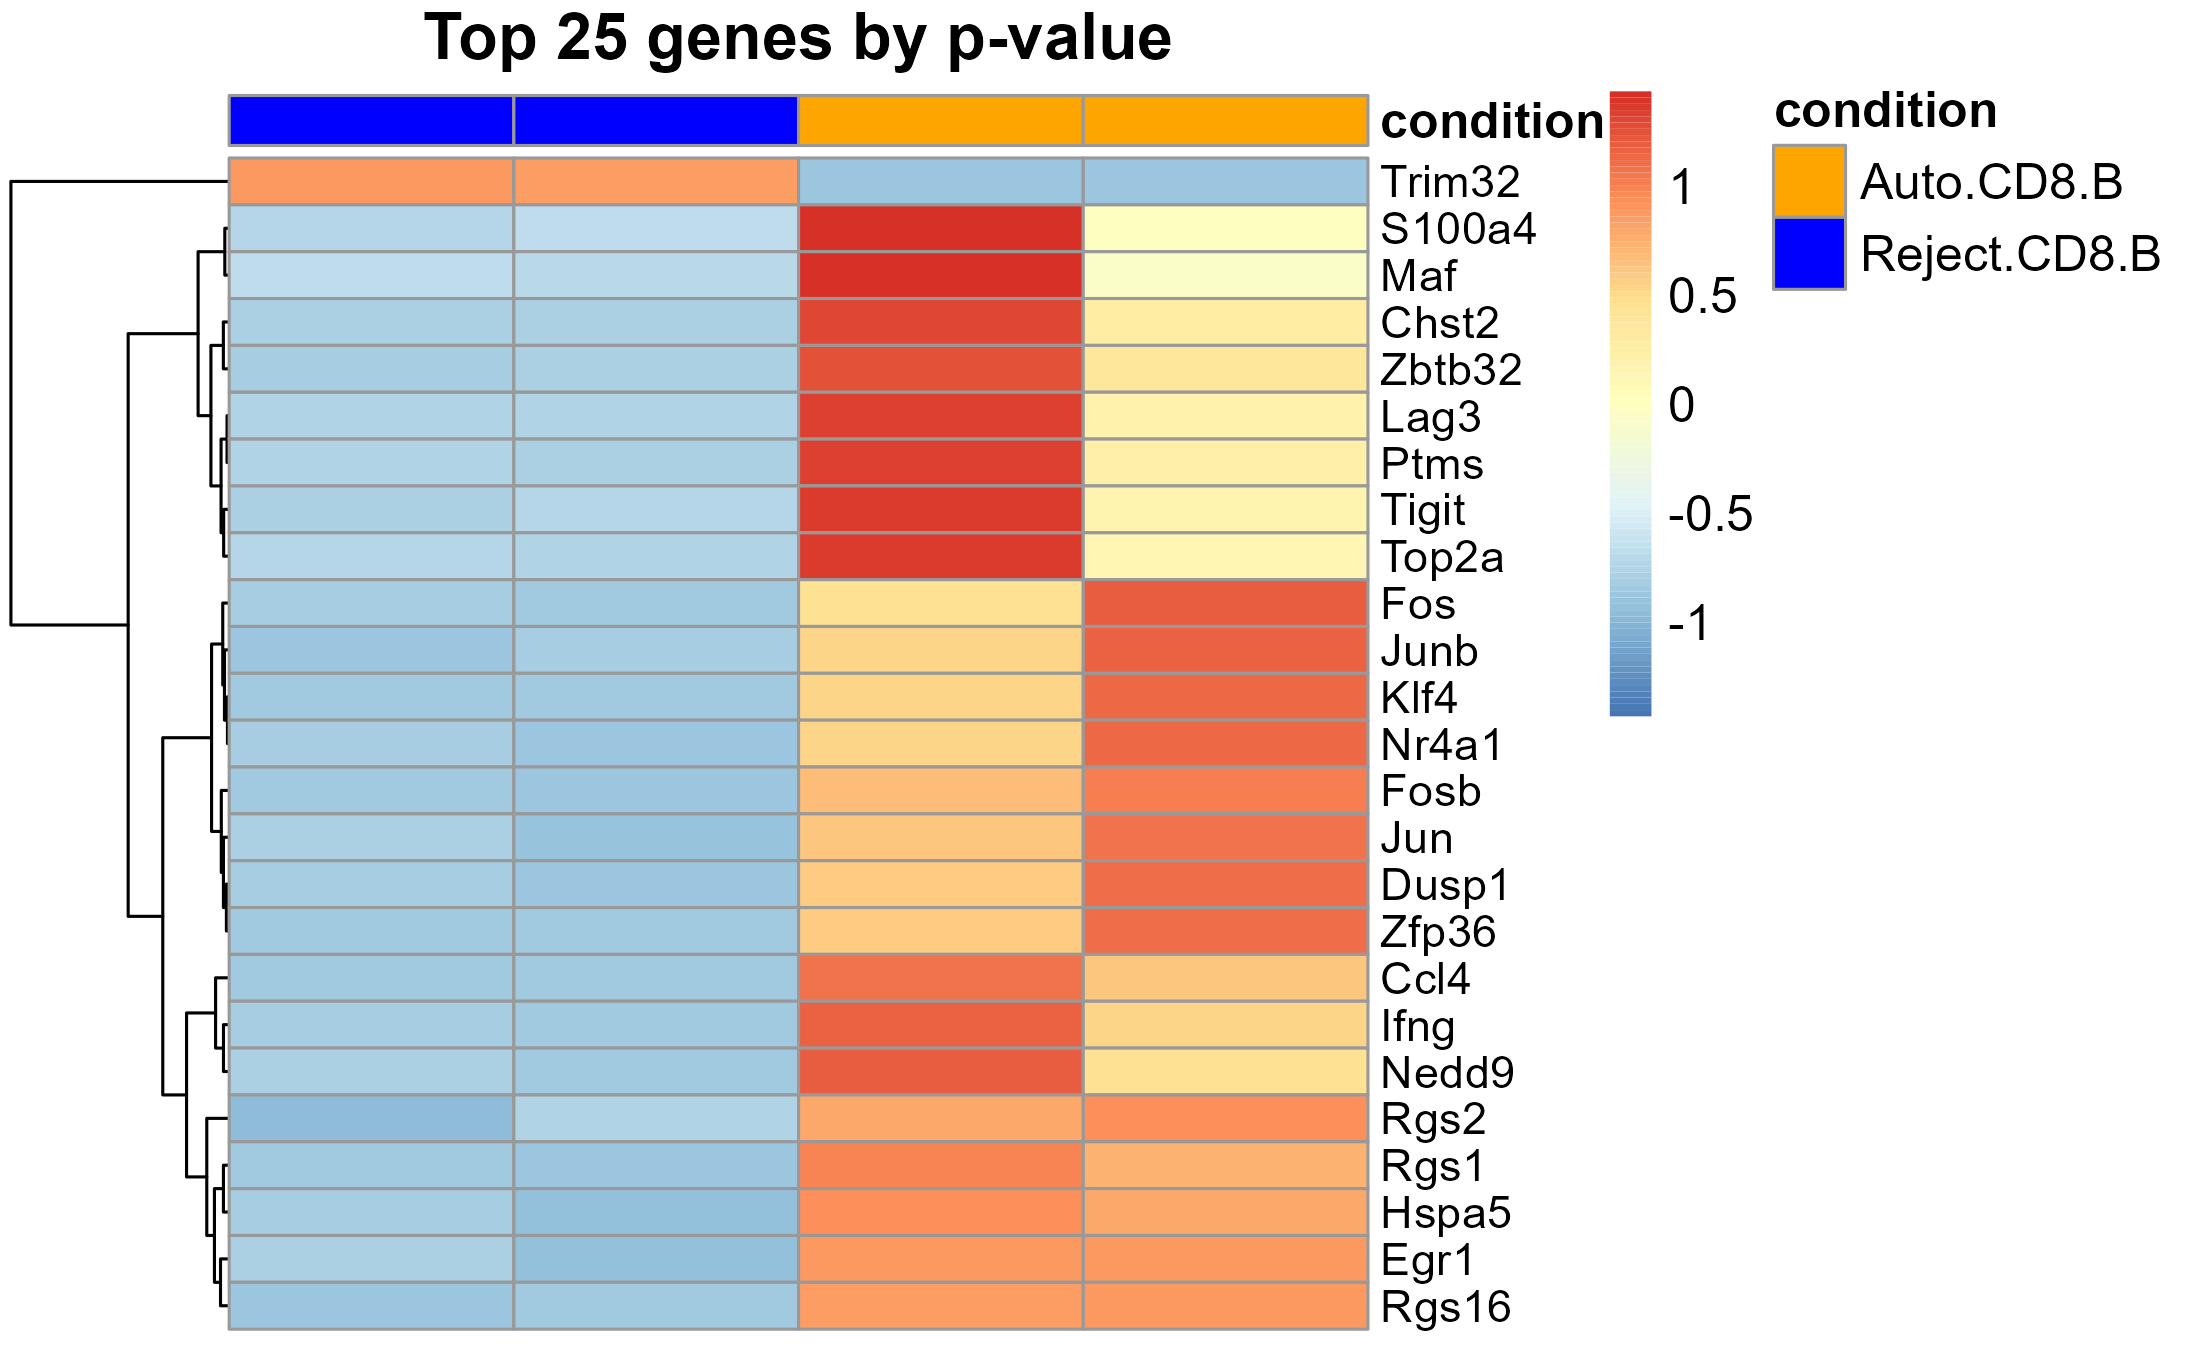 Top 25 genes by p-value
condition
Trim32
S100a4
Maf
Chst2
Zbtb32
Lag3
Ptms
Tigit
Top2a
Fos
Junb
Klf4
Nr4a1
Fosb
Jun
Dusp1
Zfp36
Ccl4
Ifng
Nedd9
Rgs2
Rgs1
Hspa5
Egr1
Rgs16
1
0.5
0
-0.5
-1
condition
Auto.CD8.B
Reject.CD8.B